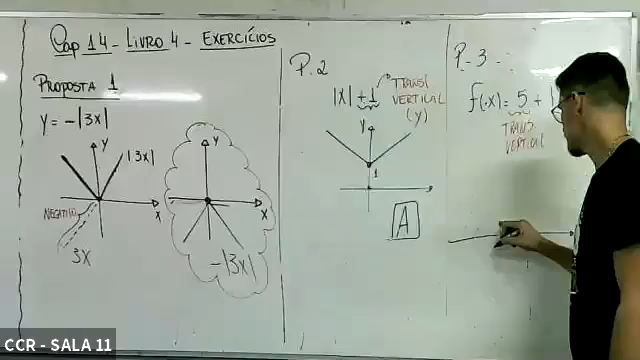 Cap 14 - Livro 4 - Exercícios
Proposta 1
y = -|3x|
y
|3x|
x
Negativo
3x
y
x
-|3x|
P. 2
|x| + 1
Transl
Vertical
(y)
y
1
A
P. 3
f(x) = 5 + |
Trans
Vertical
CCR - SALA 11